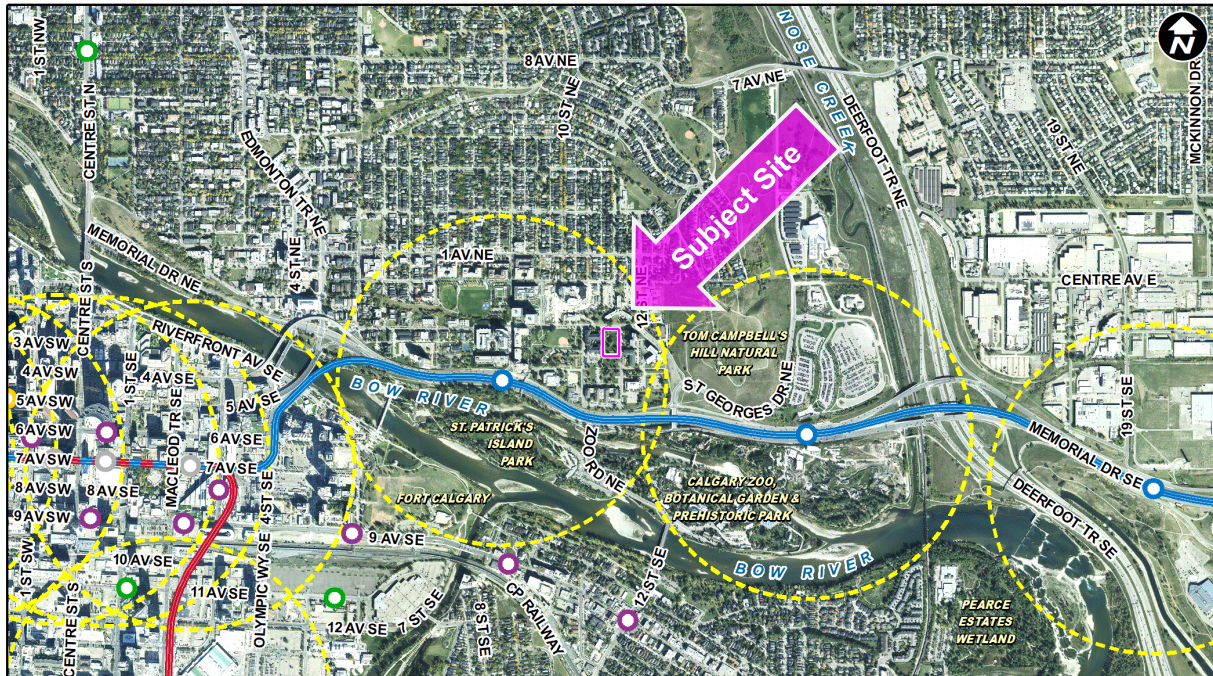 1 ST NW
CENTRE ST N
EDMONTON TR NE
8 AV NE
10 ST NE
7 AV NE
NOSE CREEK
DEERFOOT TR NE
19 ST NE
MCKINNON DR
N
Subject Site
MEMORIAL DR NE
4 ST NE
1 AV NE
12 ST NE
CENTRE AV E
CENTRE ST S
RIVERFRONT AV SE
TOM CAMPBELL'S
HILL NATURAL
PARK
ST GEORGES DR NE
3 AV SW
4 AV SW
5 AV SW
6 AV SW
7 AV SW
8 AV SW
9 AV SW
1 ST SE
4 AV SE
5 AV SE
6 AV SE
7 AV SE
8 AV SE
MACLEOD TR SE
BOW RIVER
ST. PATRICK'S
ISLAND
PARK
ZOO RD NE
FORT CALGARY
CALGARY ZOO,
BOTANICAL GARDEN &
PREHISTORIC PARK
19 ST SE
MEMORIAL DR SE
DEERFOOT TR SE
4 ST SE
OLYMPIC WY SE
9 AV SE
10 AV SE
11 AV SE
12 AV SE
1 ST SW
CENTRE ST S
7 ST SE
8 ST SE
CP RAILWAY
12 ST SE
BOW RIVER
PEARCE
ESTATES
WETLAND